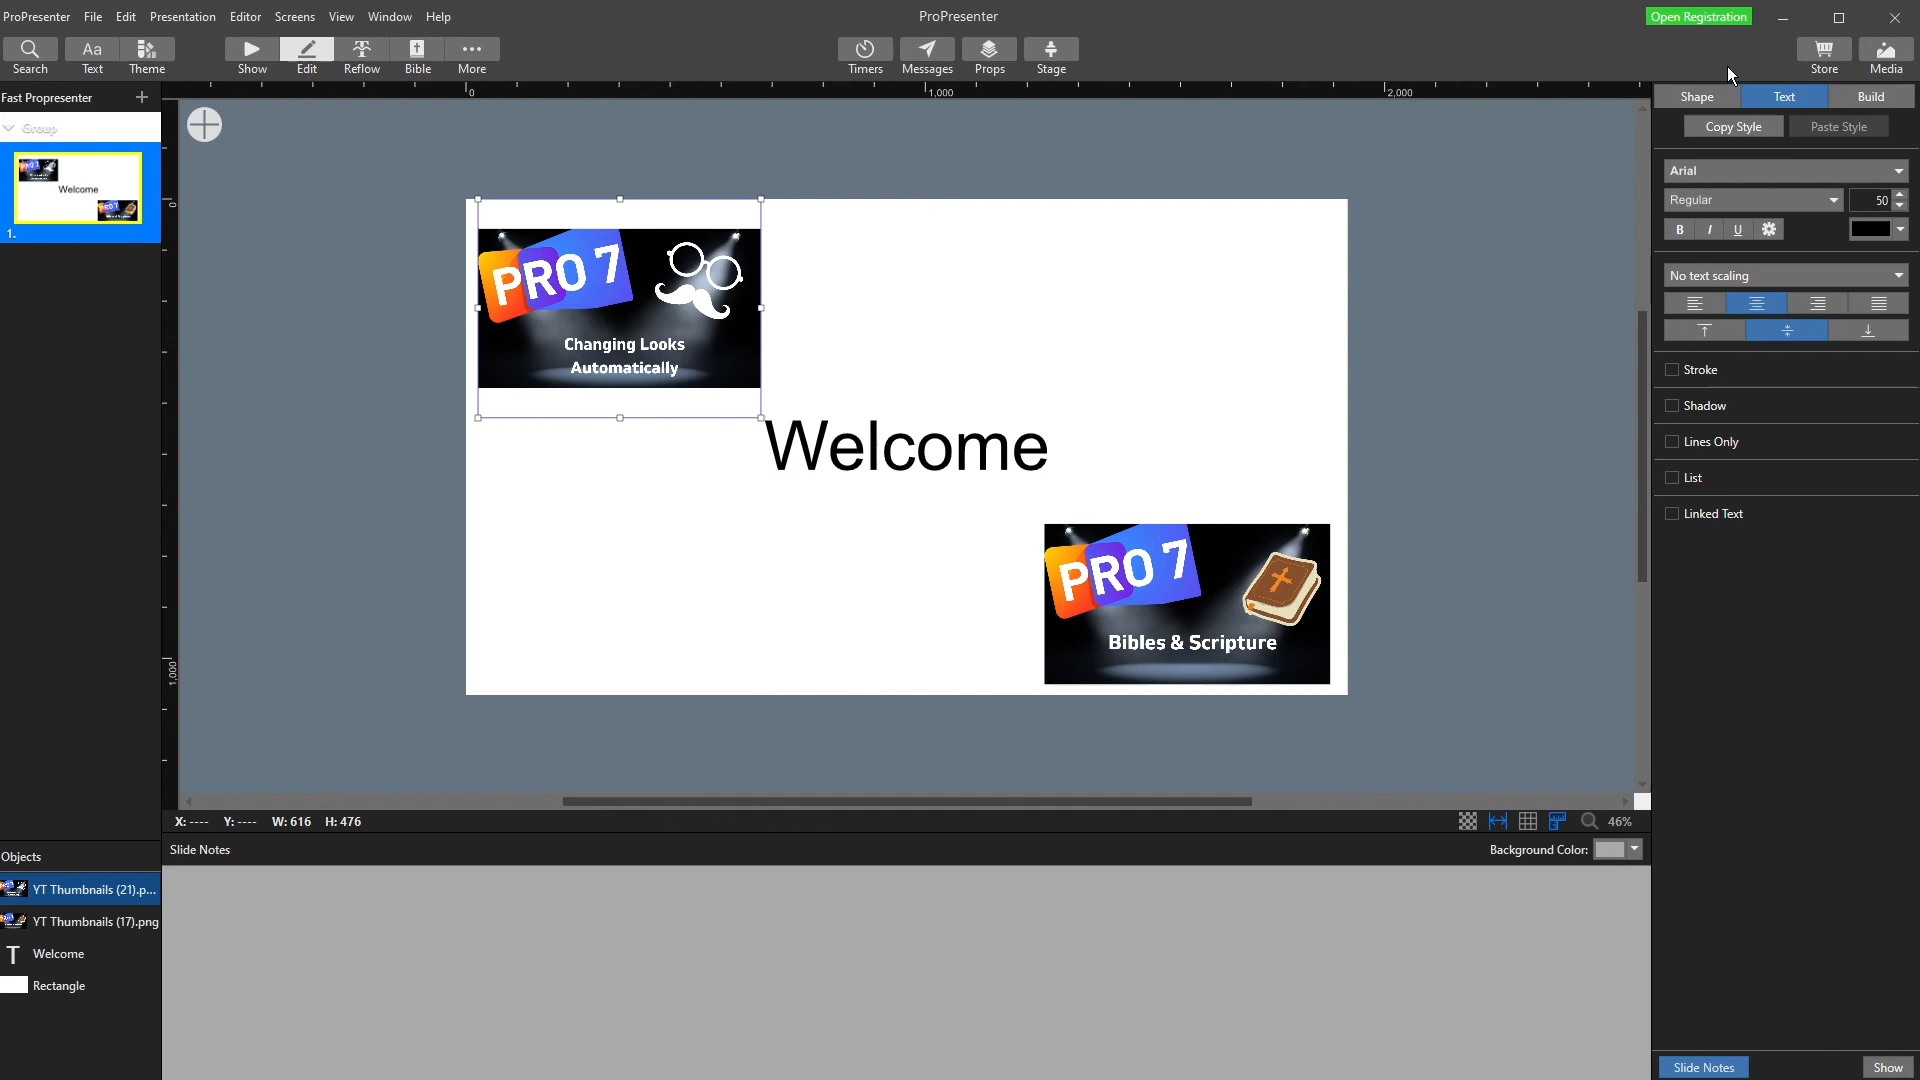 ProPresenter File Edit Presentation Editor Screens View Window Help
ProPresenter
Open Registration
Search Text Theme Show Edit Reflow Bible More Timers Messages Props Stage Store Media
Aa
Fast Propresenter
0 1,000 2,000
Shape Text Build
Group
Copy Style Paste Style
Welcome
1.
Arial
Regular 50
B I U
No text scaling
Stroke
Shadow
Lines Only
List
Linked Text
0
1,000
PRO 7
Changing Looks
Automatically
Welcome
PRO 7
Bibles & Scripture
X: ---- Y: ---- W: 616 H: 476
46%
Slide Notes
Background Color:
Objects
YT Thumbnails (21).p...
YT Thumbnails (17).png
T Welcome
Rectangle
Slide Notes
Show